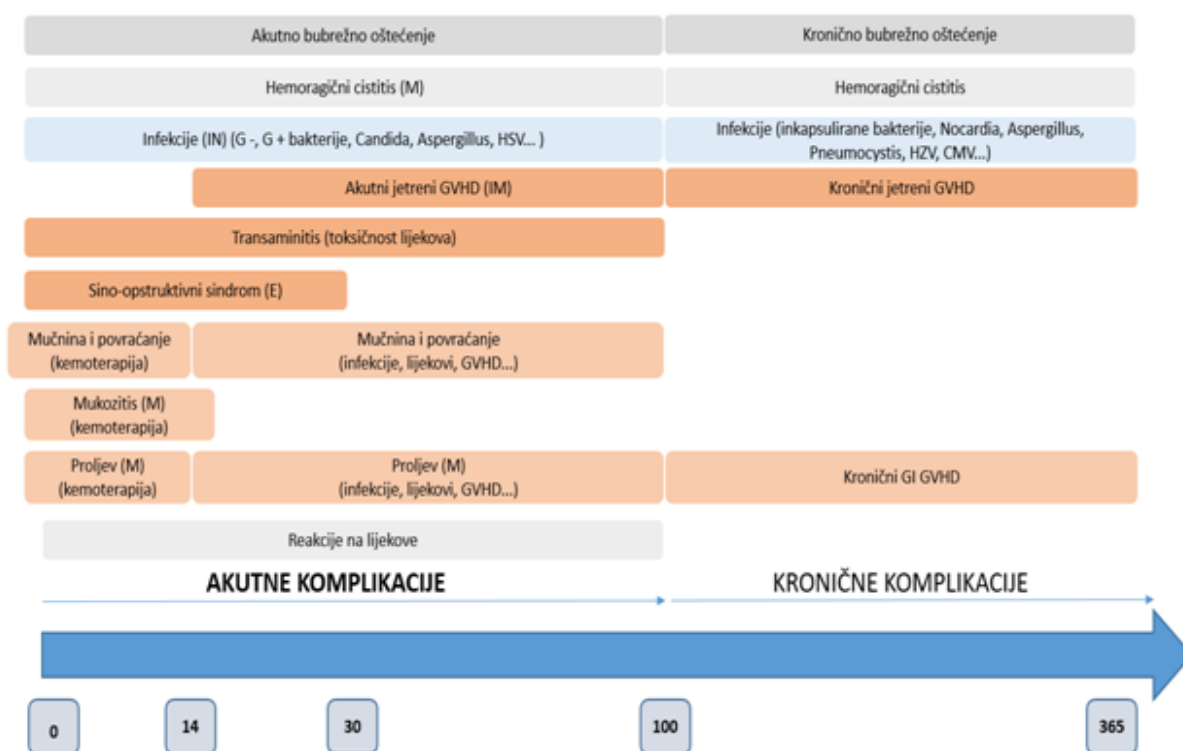 Akutno bubrežno oštećenje
Kronično bubrežno oštećenje
Hemoragični cistitis (M)
Hemoragični cistitis
Infekcije (IN) (G -, G + bakterije, Candida, Aspergillus, HSV... )
Infekcije (inkapsulirane bakterije, Nocardia, Aspergillus,
Pneumocystis, HZV, CMV...)
Akutni jetreni GVHD (IM)
Kronični jetreni GVHD
Transaminitis (toksičnost lijekova)
Sino-opstruktivni sindrom (E)
Mučnina i povraćanje
(kemoterapija)
Mučnina i povraćanje
(infekcije, lijekovi, GVHD...)
Mukozitis (M)
(kemoterapija)
Proljev (M)
(kemoterapija)
Proljev (M)
(infekcije, lijekovi, GVHD...)
Kronični GI GVHD
Reakcije na lijekove
AKUTNE KOMPLIKACIJE
KRONIČNE KOMPLIKACIJE
0
14
30
100
365